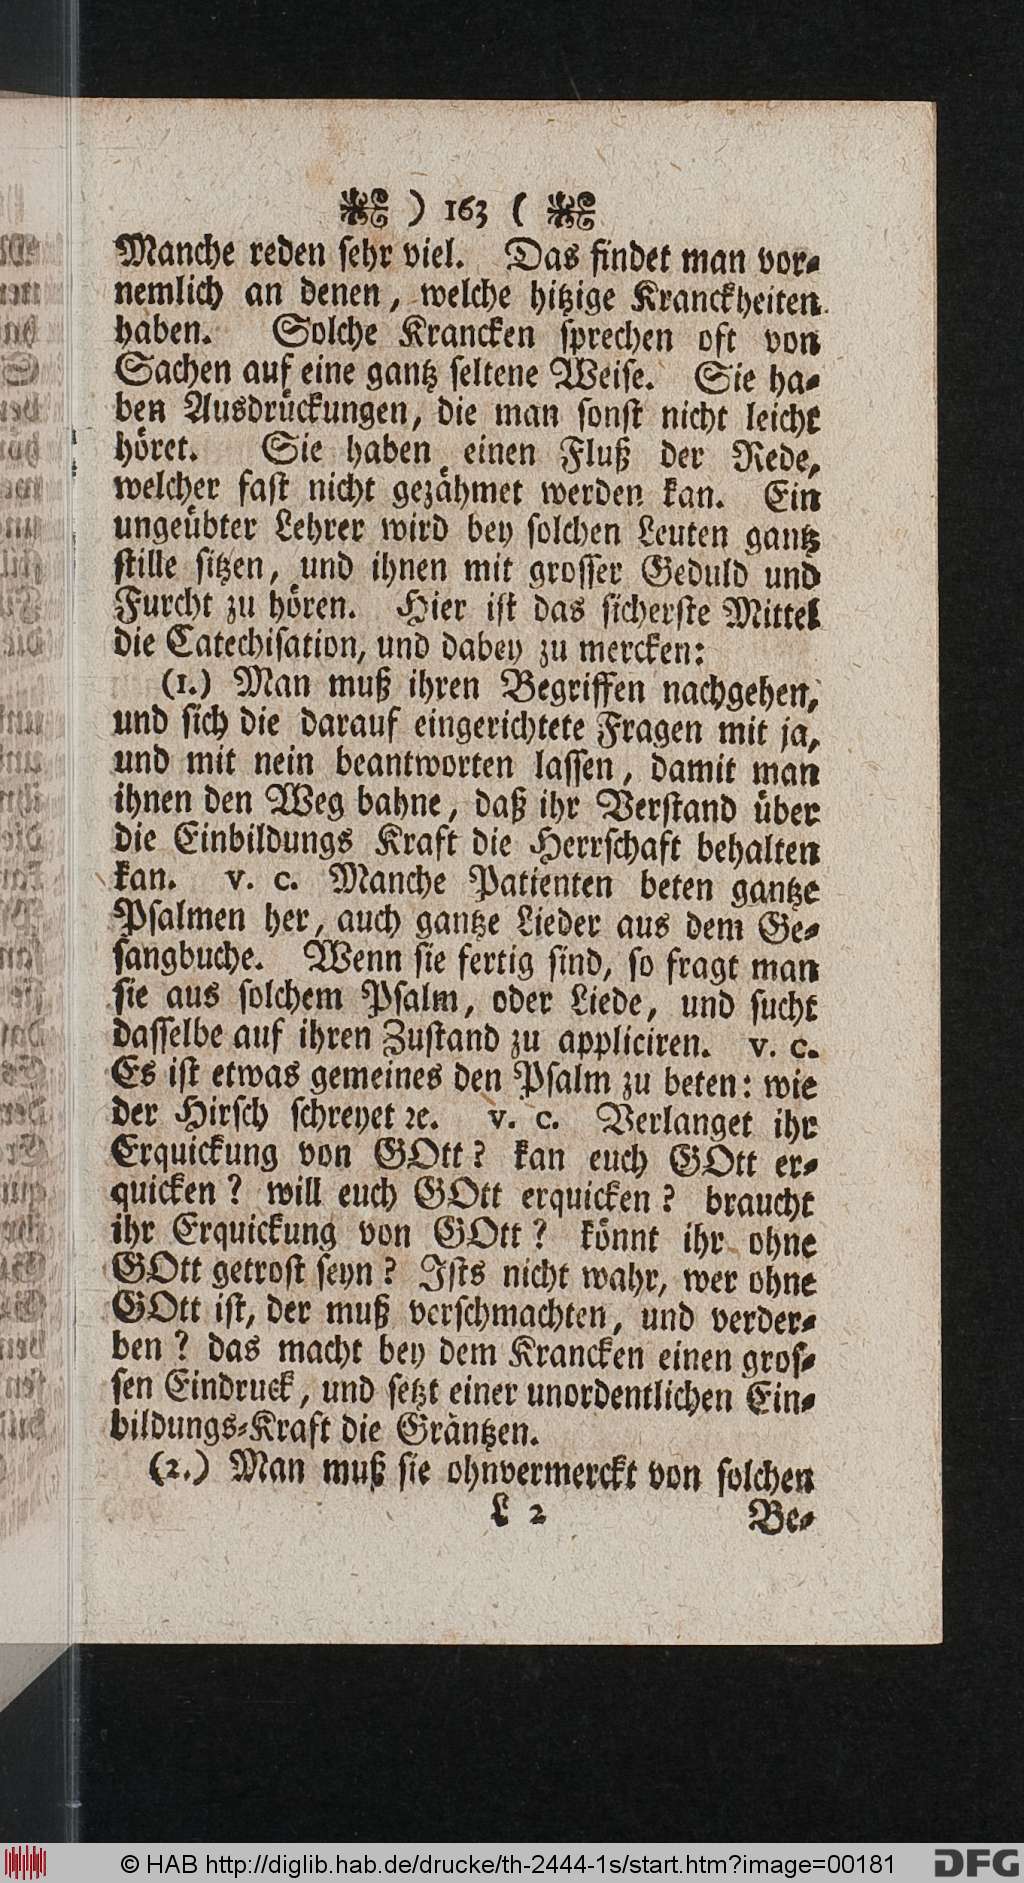 ) 163 (
Manche reden sehr viel. Das findet man vor-
nemlich an denen, welche hitzige Kranckheiten
haben. Solche Krancken sprechen oft von
Sachen auf eine gantz seltene Weise. Sie ha-
ben Ausdrückungen, die man sonst nicht leicht
höret. Sie haben einen Fluß der Rede,
welcher fast nicht gezähmet werden kan. Ein
ungeübter Lehrer wird bey solchen Leuten gantz
stille sitzen, und ihnen mit grosser Geduld und
Furcht zu hören. Hier ist das sicherste Mittel
die Catechisation, und dabey zu mercken:
(1.) Man muß ihren Begriffen nachgehen,
und sich die darauf eingerichtete Fragen mit ja,
und mit nein beantworten lassen, damit man
ihnen den Weg bahne, daß ihr Verstand über
die Einbildungs Kraft die Herrschaft behalten
kan. v. c. Manche Patienten beten gantze
Psalmen her, auch gantze Lieder aus dem Ge-
sangbuche. Wenn sie fertig sind, so fragt man
sie aus solchem Psalm, oder Liede, und sucht
dasselbe auf ihren Zustand zu appliciren. v. c.
Es ist etwas gemeines den Psalm zu beten: wie
der Hirsch schreyet ꝛc. v. c. Verlanget ihr
Erquickung von GOtt? kan euch GOtt er-
quicken? will euch GOtt erquicken? braucht
ihr Erquickung von GOtt? könnt ihr ohne
GOtt getrost seyn? Ists nicht wahr, wer ohne
GOtt ist, der muß verschmachten, und verder-
ben? das macht bey dem Krancken einen gros-
sen Eindruck, und setzt einer unordentlichen Ein-
bildungs-Kraft die Gräntzen.
(2.) Man muß sie ohnvermerckt von solchen
L 2 Be-
© HAB http://diglib.hab.de/drucke/th-2444-1s/start.htm?image=00181 DFG